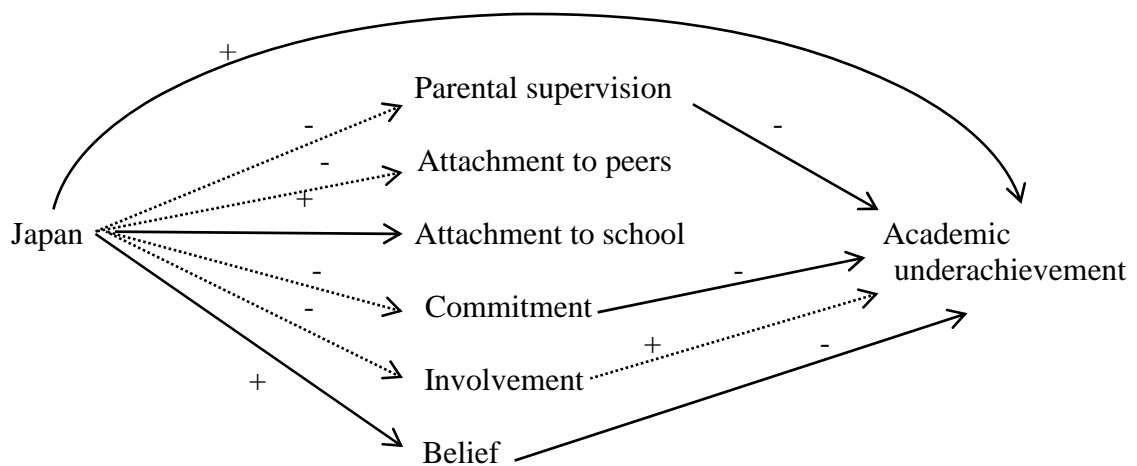 +
Parental supervision
-
-
-
Attachment to peers
+
Japan
Attachment to school
Academic
underachievement
-
-
Commitment
-
+
-
Involvement
+
Belief